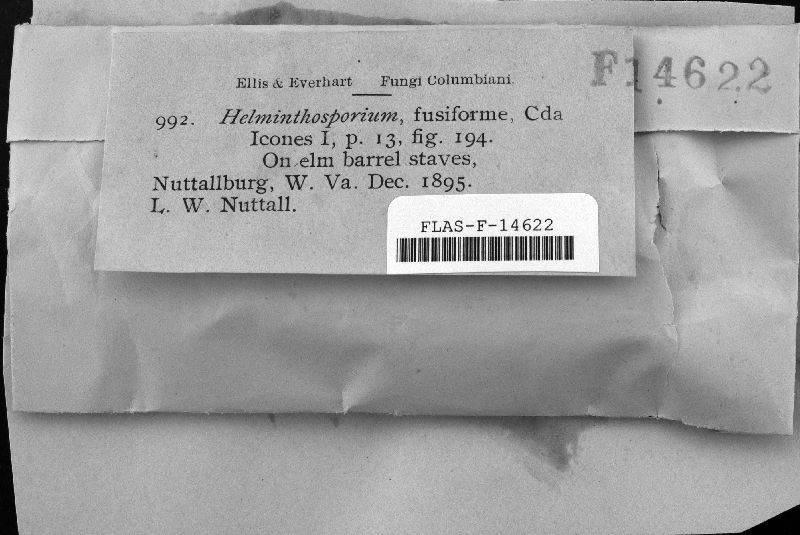 Ellis & Everhart Fungi Columbiani.
F14622
992. Helminthosporium, fusiforme, Cda
Icones I, p. 13, fig. 194.
On elm barrel staves,
Nuttallburg, W. Va. Dec. 1895.
L. W. Nuttall.
FLAS-F-14622